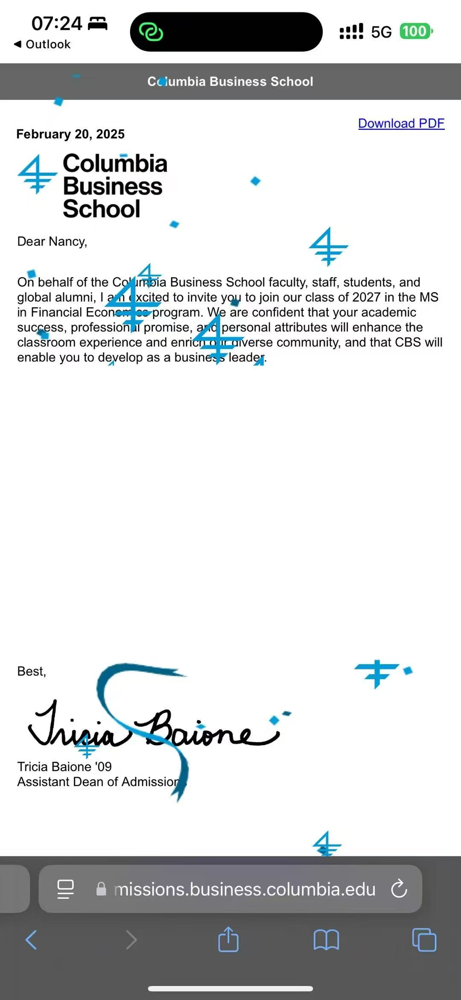 07:24
5G 100
◀ Outlook
Columbia Business School
Download PDF
February 20, 2025
Columbia
Business
School
Dear Nancy,
On behalf of the Columbia Business School faculty, staff, students, and
global alumni, I am excited to invite you to join our class of 2027 in the MS
in Financial Economics program. We are confident that your academic
success, professional promise, and personal attributes will enhance the
classroom experience and enrich our diverse community, and that CBS will
enable you to develop as a business leader.
Best,
Tricia Baione
Tricia Baione '09
Assistant Dean of Admissions
missions.business.columbia.edu